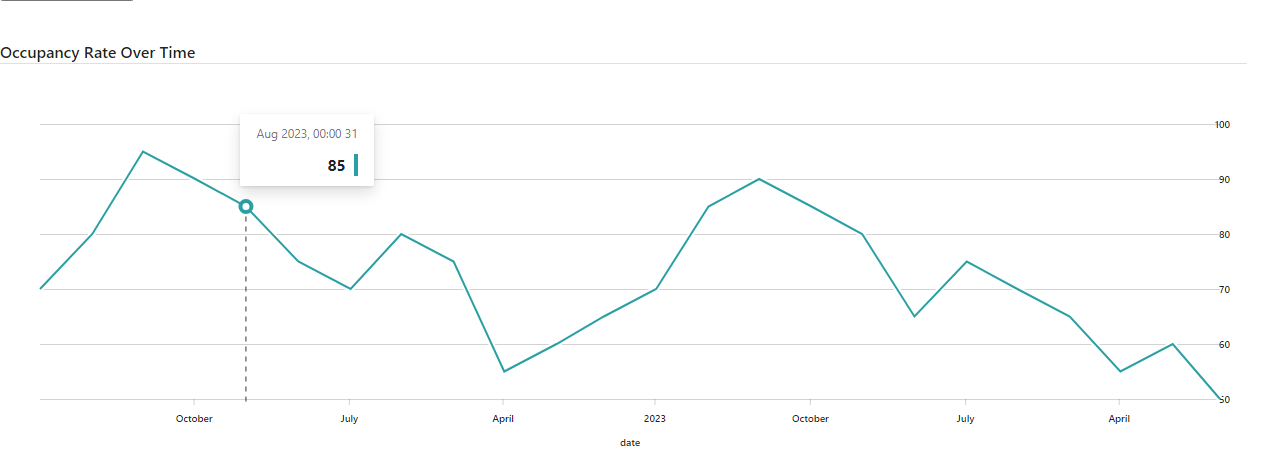 Occupancy Rate Over Time
Aug 2023, 00:00 31
85
100
90
80
70
60
50
October
July
April
2023
October
July
April
date